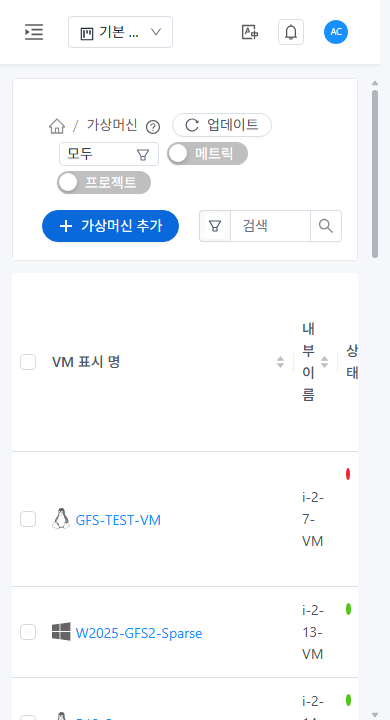 기본 ...
AC
/ 가상머신 업데이트
모두 메트릭
프로젝트
가상머신 추가 검색
VM 표시 명 내부이름 상태
GFS-TEST-VM i-2-7-VM
W2025-GFS2-Sparse i-2-13-VM
i-2-